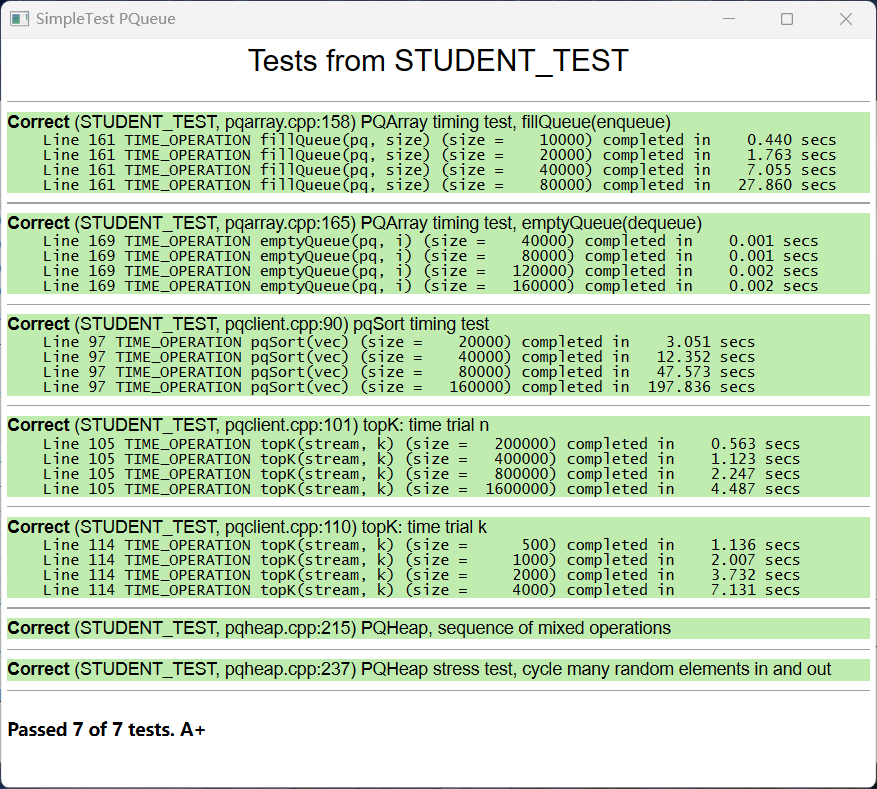 SimpleTest PQueue
Tests from STUDENT_TEST
Correct (STUDENT_TEST, pqarray.cpp:158) PQArray timing test, fillQueue(enqueue)
Line 161 TIME_OPERATION fillQueue(pq, size) (size =    10000) completed in    0.440 secs
Line 161 TIME_OPERATION fillQueue(pq, size) (size =    20000) completed in    1.763 secs
Line 161 TIME_OPERATION fillQueue(pq, size) (size =    40000) completed in    7.055 secs
Line 161 TIME_OPERATION fillQueue(pq, size) (size =    80000) completed in   27.860 secs
Correct (STUDENT_TEST, pqarray.cpp:165) PQArray timing test, emptyQueue(dequeue)
Line 169 TIME_OPERATION emptyQueue(pq, i) (size =    40000) completed in    0.001 secs
Line 169 TIME_OPERATION emptyQueue(pq, i) (size =    80000) completed in    0.001 secs
Line 169 TIME_OPERATION emptyQueue(pq, i) (size =   120000) completed in    0.002 secs
Line 169 TIME_OPERATION emptyQueue(pq, i) (size =   160000) completed in    0.002 secs
Correct (STUDENT_TEST, pqclient.cpp:90) pqSort timing test
Line 97 TIME_OPERATION pqSort(vec) (size =    20000) completed in    3.051 secs
Line 97 TIME_OPERATION pqSort(vec) (size =    40000) completed in   12.352 secs
Line 97 TIME_OPERATION pqSort(vec) (size =    80000) completed in   47.573 secs
Line 97 TIME_OPERATION pqSort(vec) (size =   160000) completed in  197.836 secs
Correct (STUDENT_TEST, pqclient.cpp:101) topK: time trial n
Line 105 TIME_OPERATION topK(stream, k) (size =   200000) completed in    0.563 secs
Line 105 TIME_OPERATION topK(stream, k) (size =   400000) completed in    1.123 secs
Line 105 TIME_OPERATION topK(stream, k) (size =   800000) completed in    2.247 secs
Line 105 TIME_OPERATION topK(stream, k) (size =  1600000) completed in    4.487 secs
Correct (STUDENT_TEST, pqclient.cpp:110) topK: time trial k
Line 114 TIME_OPERATION topK(stream, k) (size =      500) completed in    1.136 secs
Line 114 TIME_OPERATION topK(stream, k) (size =     1000) completed in    2.007 secs
Line 114 TIME_OPERATION topK(stream, k) (size =     2000) completed in    3.732 secs
Line 114 TIME_OPERATION topK(stream, k) (size =     4000) completed in    7.131 secs
Correct (STUDENT_TEST, pqheap.cpp:215) PQHeap, sequence of mixed operations
Correct (STUDENT_TEST, pqheap.cpp:237) PQHeap stress test, cycle many random elements in and out
Passed 7 of 7 tests. A+